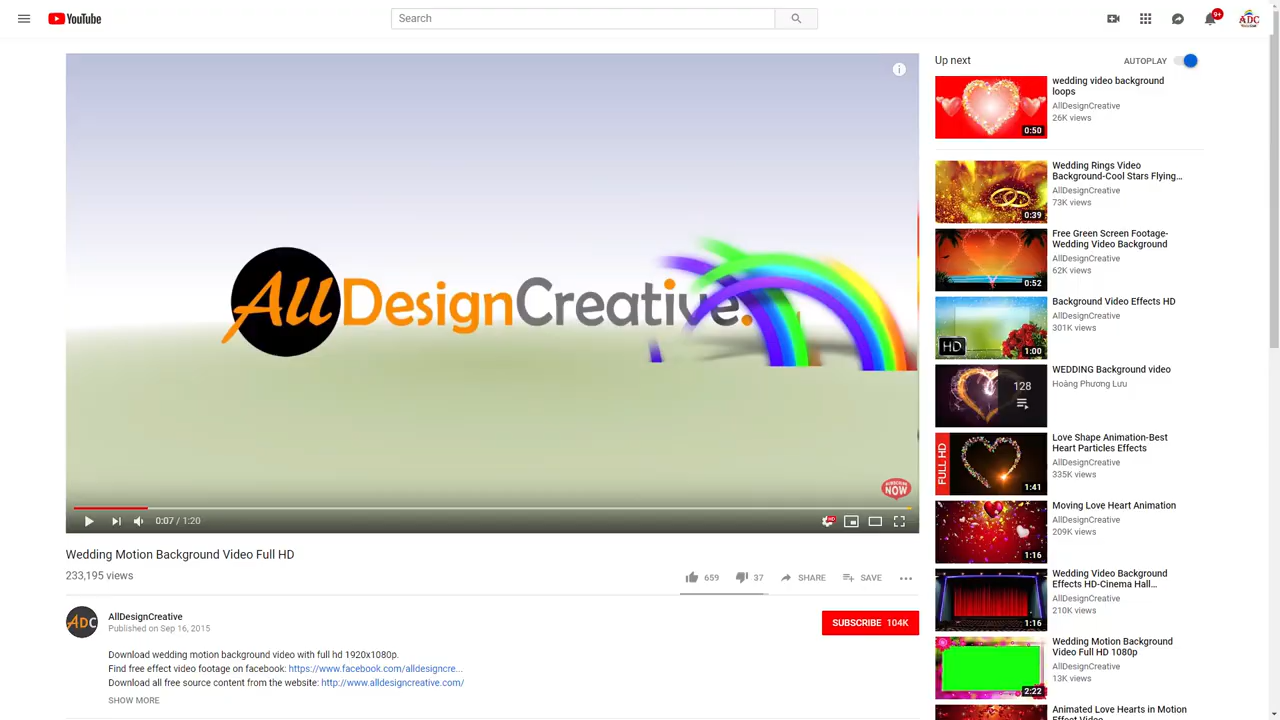 YouTube
Search
9+
ADC
AllDesignCreative.
SUBSCRIBE
NOW
0:07 / 1:20
HD
Wedding Motion Background Video Full HD
233,195 views
659
37
SHARE
SAVE
ADC
AllDesignCreative
Published on Sep 16, 2015
SUBSCRIBE 104K
Download wedding motion background video with full hd 1920x1080p.
Find free effect video footage on facebook: https://www.facebook.com/alldesigncre...
Download all free source content from the website: http://www.alldesigncreative.com/
SHOW MORE
Up next
AUTOPLAY
0:50
wedding video background
loops
AllDesignCreative
26K views
0:39
Wedding Rings Video
Background-Cool Stars Flying...
AllDesignCreative
73K views
0:52
Free Green Screen Footage-
Wedding Video Background
AllDesignCreative
62K views
HD
1:00
Background Video Effects HD
AllDesignCreative
301K views
128
WEDDING Background video
Hoàng Phương Lưu
FULL HD
1:41
Love Shape Animation-Best
Heart Particles Effects
AllDesignCreative
335K views
1:16
Moving Love Heart Animation
AllDesignCreative
209K views
1:16
Wedding Video Background
Effects HD-Cinema Hall...
AllDesignCreative
210K views
2:22
Wedding Motion Background
Video Full HD 1080p
AllDesignCreative
13K views
Animated Love Hearts in Motion
Effect Video